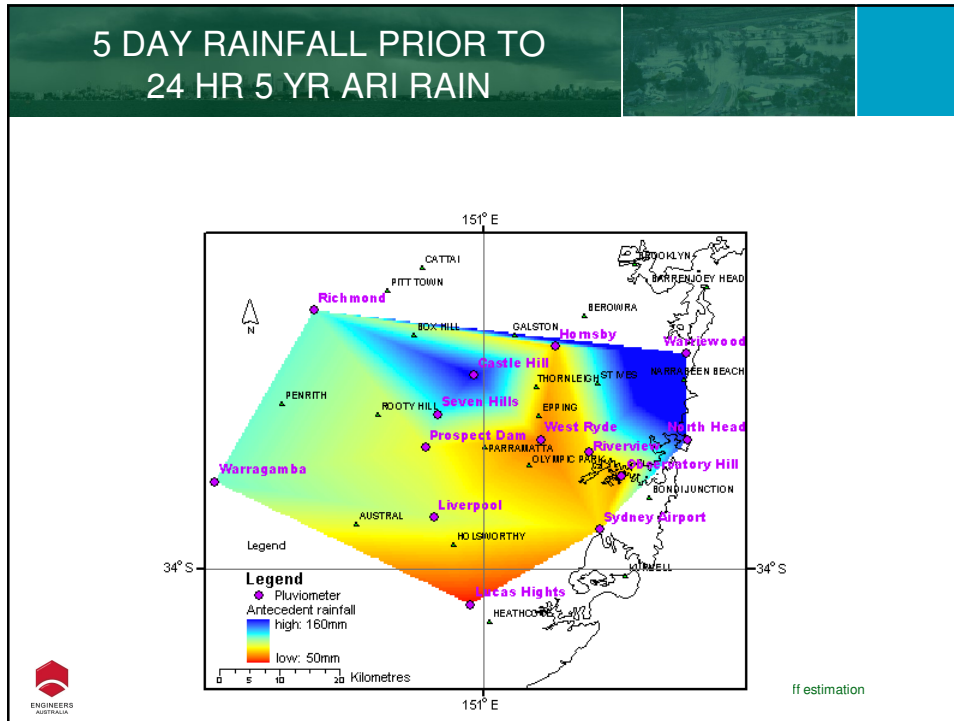 5 DAY RAINFALL PRIOR TO
24 HR 5 YR ARI RAIN
151° E
CATTAI
BROOKLYN
BARRENJOEY HEAD
PITT TOWN
Richmond
BEROWRA
N
BOX HILL
GALSTON
Hornsby
Warriewood
Castle Hill
THORNLEIGH
ST IVES
NARRABEEN BEACH
PENRITH
Seven Hills
ROOTY HILL
EPPING
West Ryde
North Head
Prospect Dam
PARRAMATTA
Riverview
OLYMPIC PARK
Observatory Hill
Warragamba
BONDI JUNCTION
Liverpool
AUSTRAL
Sydney Airport
HOLSWORTHY
Legend
34° S
34° S
KURNELL
Legend
Pluviometer
Lucas Hights
Antecedent rainfall
HEATHCOTE
high: 160mm
low: 50mm
0 5 10 15 20 Kilometres
151° E
ENGINEERS
AUSTRALIA
ff estimation